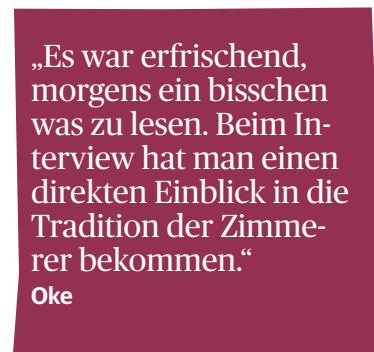 „Es war erfrischend,
morgens ein bisschen
was zu lesen. Beim In-
terview hat man einen
direkten Einblick in die
Tradition der Zimme-
rer bekommen.“
Oke